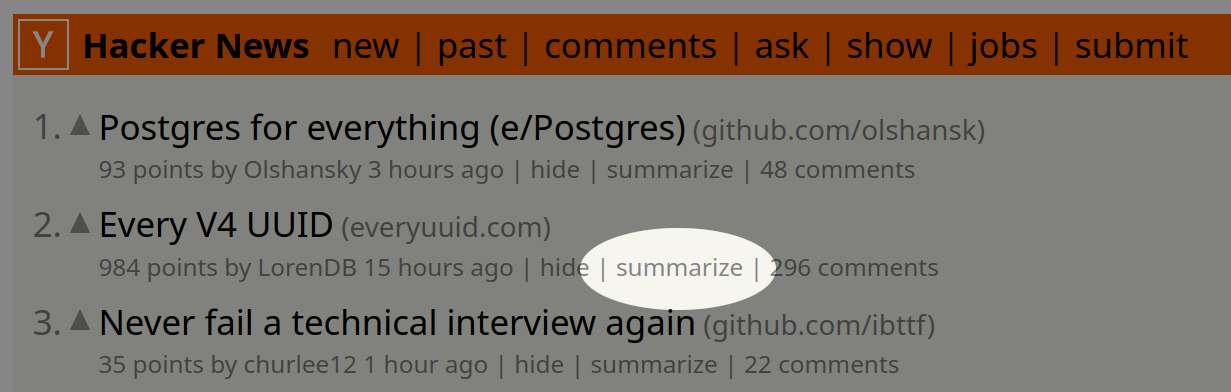 Y Hacker News new | past | comments | ask | show | jobs | submit
1. ▲ Postgres for everything (e/Postgres) (github.com/olshansk)
93 points by Olshansky 3 hours ago | hide | summarize | 48 comments
2. ▲ Every V4 UUID (everyuuid.com)
984 points by LorenDB 15 hours ago | hide | summarize | 296 comments
3. ▲ Never fail a technical interview again (github.com/ibttf)
35 points by churlee12 1 hour ago | hide | summarize | 22 comments